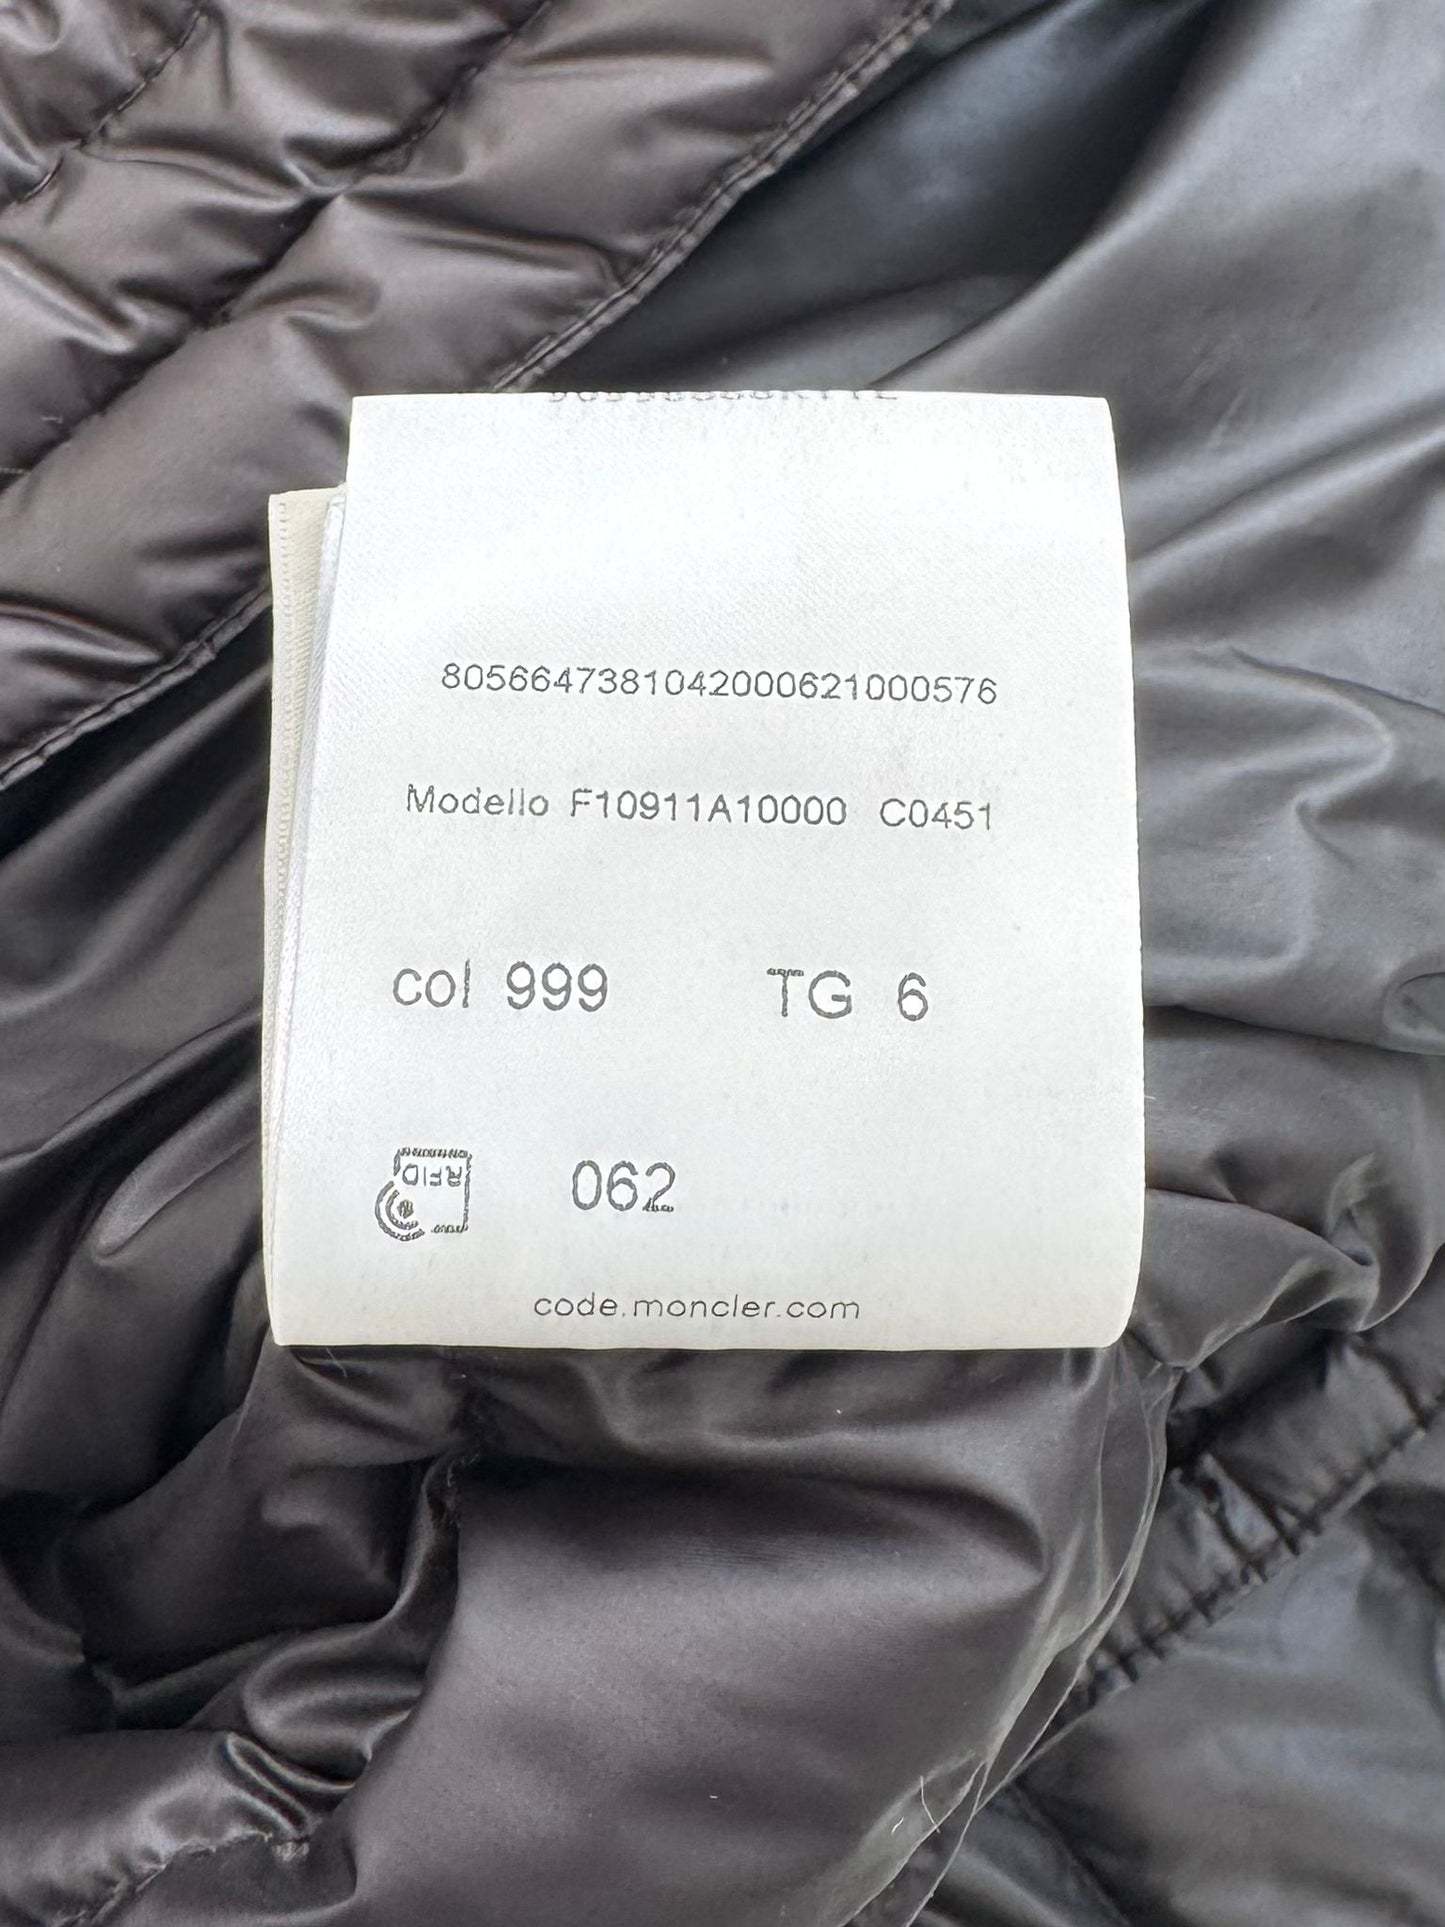 8056647381042000621000576
Modello F10911A10000 C0451
col 999 TG 6
RFID
062
code.moncler.com